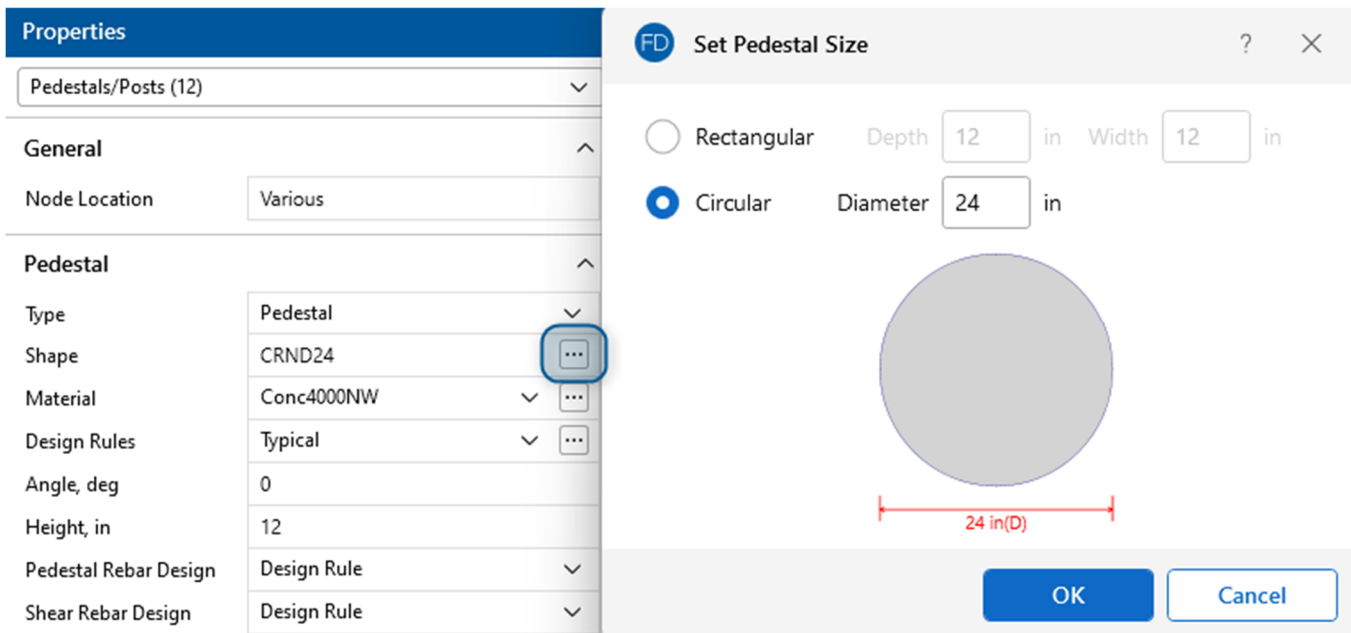 Properties
Pedestals/Posts (12)
General
Node Location Various
Pedestal
Type Pedestal
Shape CRND24
Material Conc4000NW
Design Rules Typical
Angle, deg 0
Height, in 12
Pedestal Rebar Design Design Rule
Shear Rebar Design Design Rule
FD Set Pedestal Size ?
Rectangular Depth 12 in Width 12 in
Circular Diameter 24 in
24 in(D)
OK Cancel